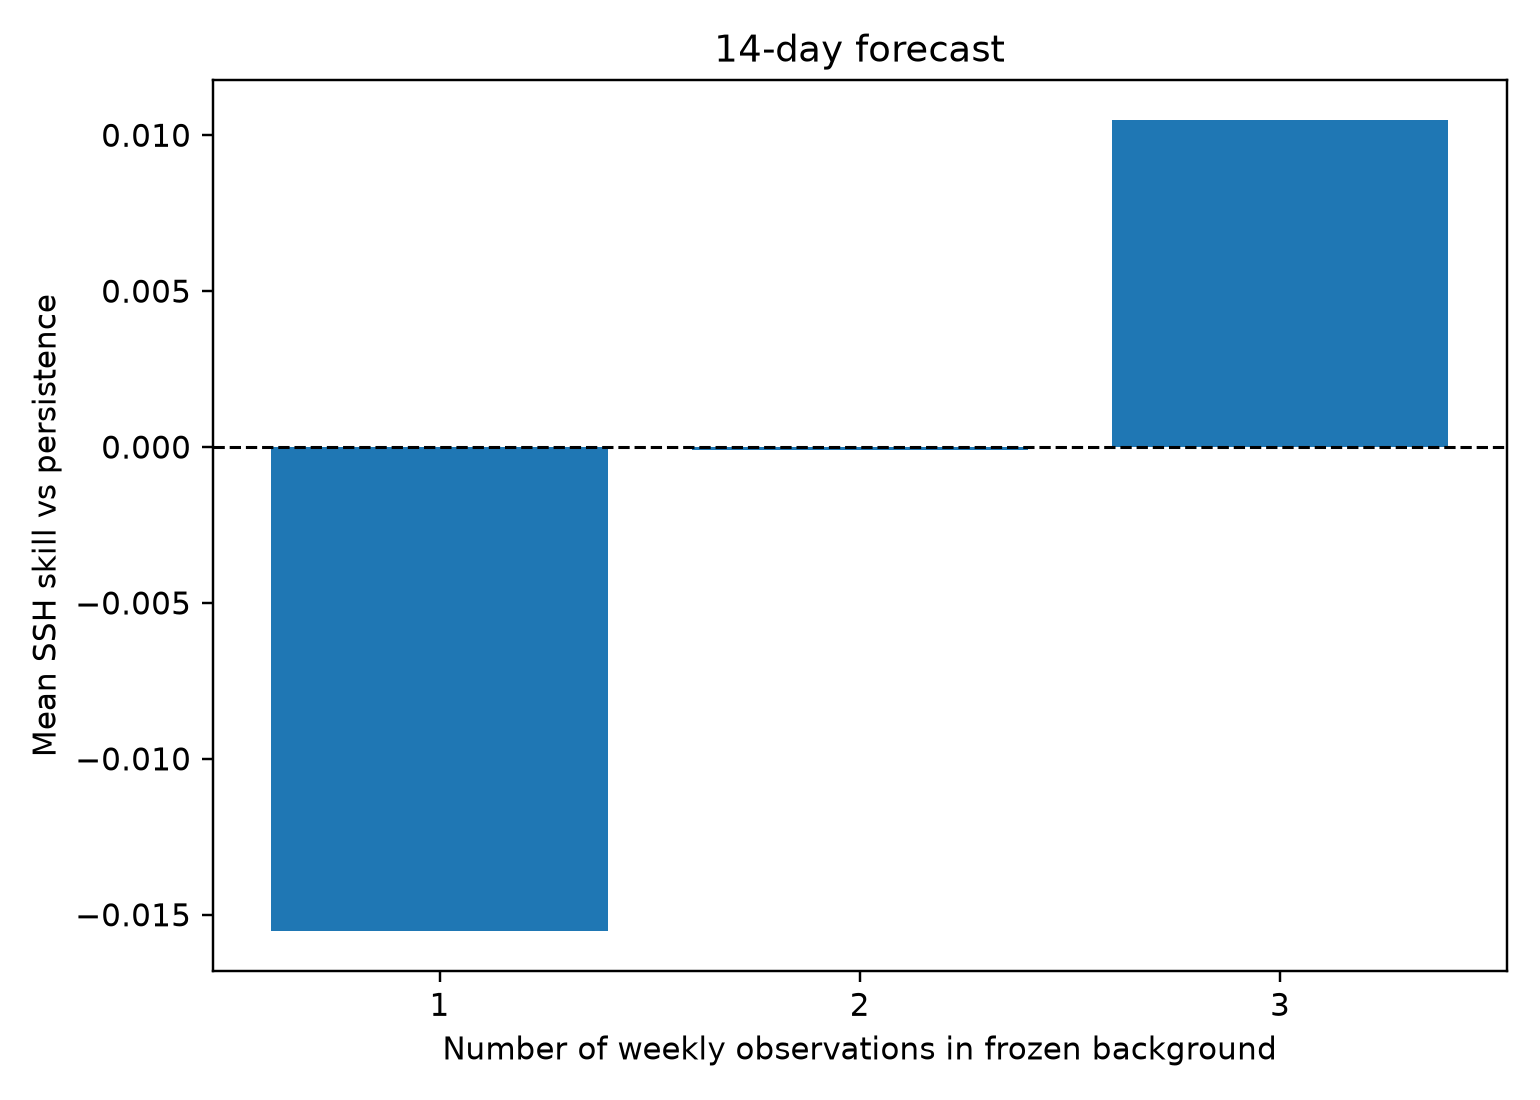 14-day forecast
Mean SSH skill vs persistence
0.010
0.005
0.000
−0.005
−0.010
−0.015
1 2 3
Number of weekly observations in frozen background